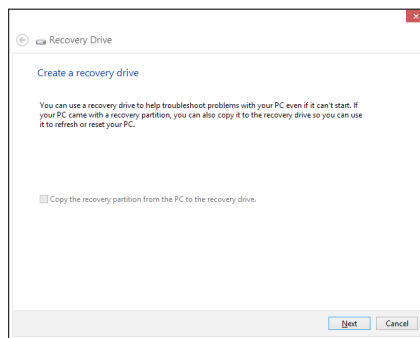 Recovery Drive
Create a recovery drive
You can use a recovery drive to help troubleshoot problems with your PC even if it can't start. If
your PC came with a recovery partition, you can also copy it to the recovery drive so you can use
it to refresh or reset your PC.
Copy the recovery partition from the PC to the recovery drive.
Next Cancel